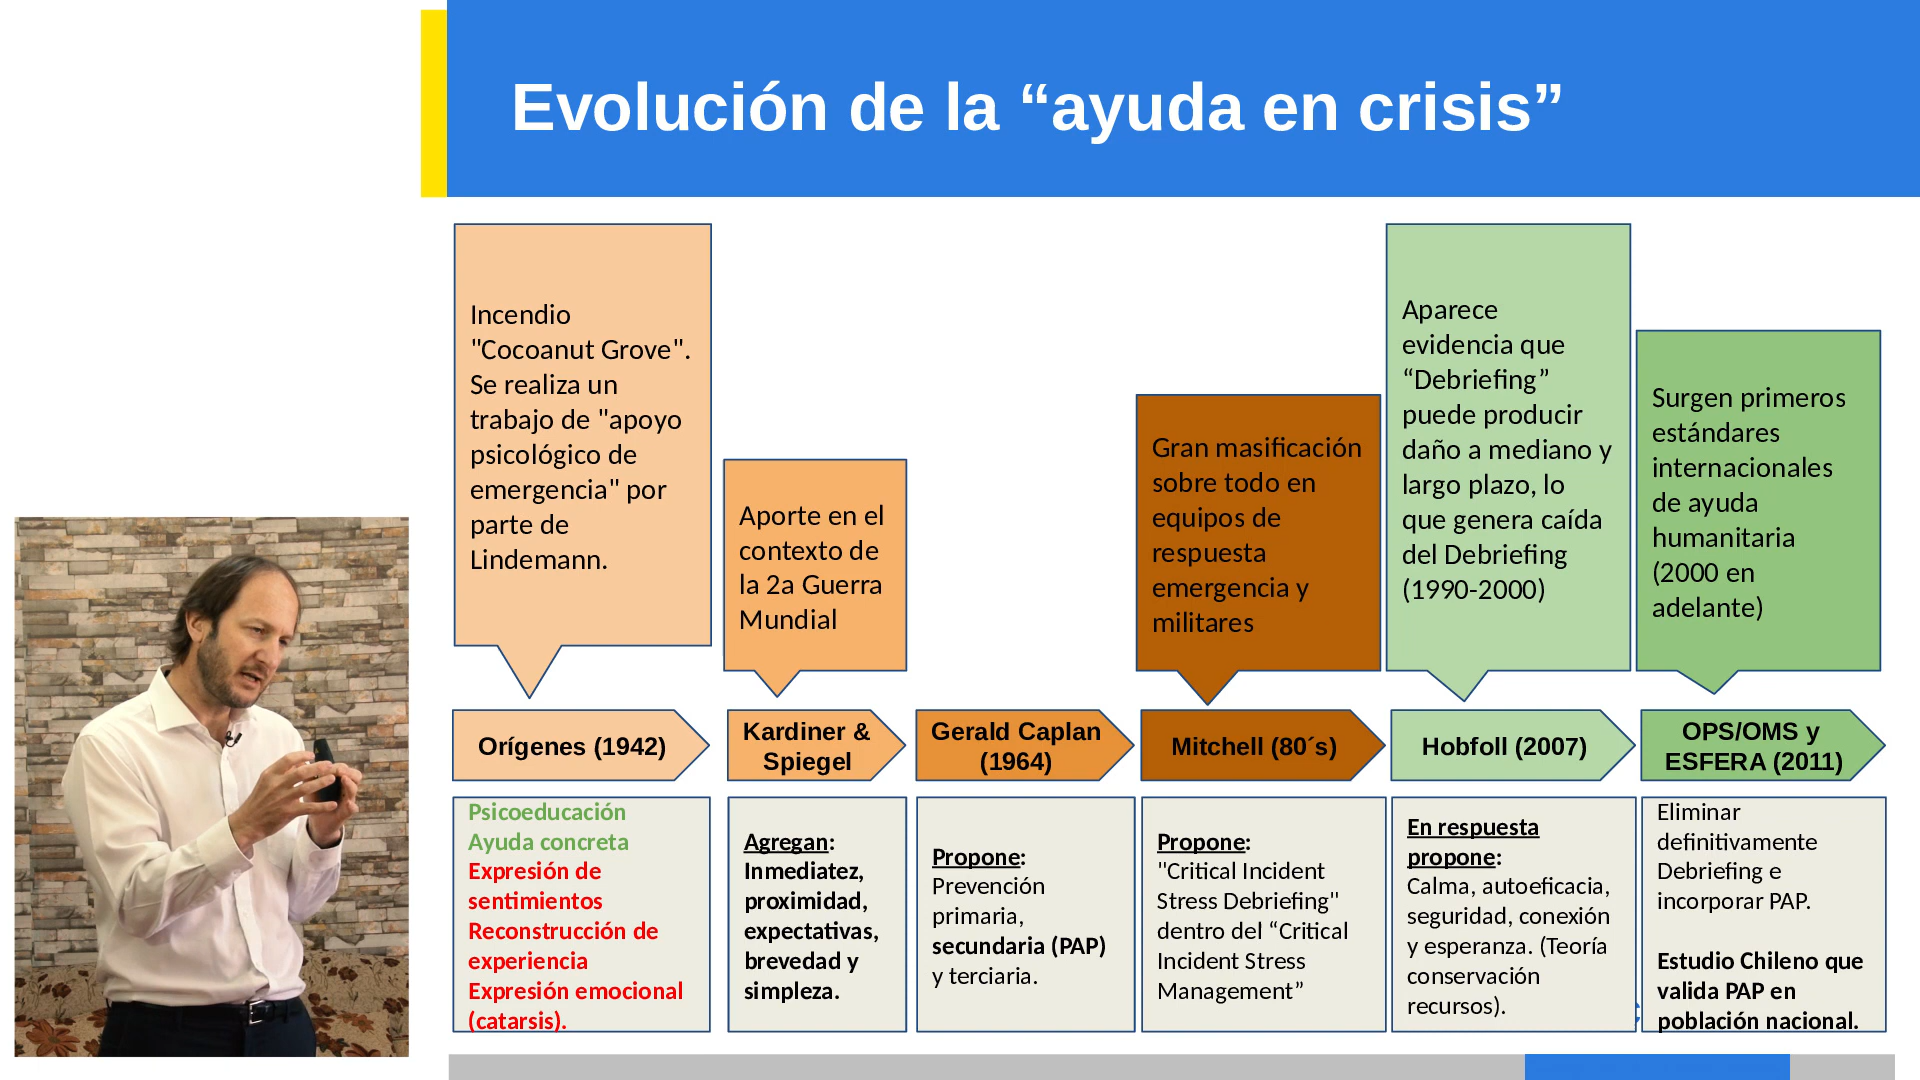 Evolución de la “ayuda en crisis”
Incendio
"Cocoanut Grove".
Se realiza un
trabajo de "apoyo
psicológico de
emergencia" por
parte de
Lindemann.
Aporte en el
contexto de
la 2a Guerra
Mundial
Gran masificación
sobre todo en
equipos de
respuesta
emergencia y
militares
Aparece
evidencia que
“Debriefing”
puede producir
daño a mediano y
largo plazo, lo
que genera caída
del Debriefing
(1990-2000)
Surgen primeros
estándares
internacionales
de ayuda
humanitaria
(2000 en
adelante)
Orígenes (1942)
Kardiner &
Spiegel
Gerald Caplan
(1964)
Mitchell (80´s)
Hobfoll (2007)
OPS/OMS y
ESFERA (2011)
Psicoeducación
Ayuda concreta
Expresión de
sentimientos
Reconstrucción de
experiencia
Expresión emocional
(catarsis).
Agregan:
Inmediatez,
proximidad,
expectativas,
brevedad y
simpleza.
Propone:
Prevención
primaria,
secundaria (PAP)
y terciaria.
Propone:
"Critical Incident
Stress Debriefing"
dentro del “Critical
Incident Stress
Management”
En respuesta
propone:
Calma, autoeficacia,
seguridad, conexión
y esperanza. (Teoría
conservación
recursos).
Eliminar
definitivamente
Debriefing e
incorporar PAP.
Estudio Chileno que
valida PAP en
población nacional.